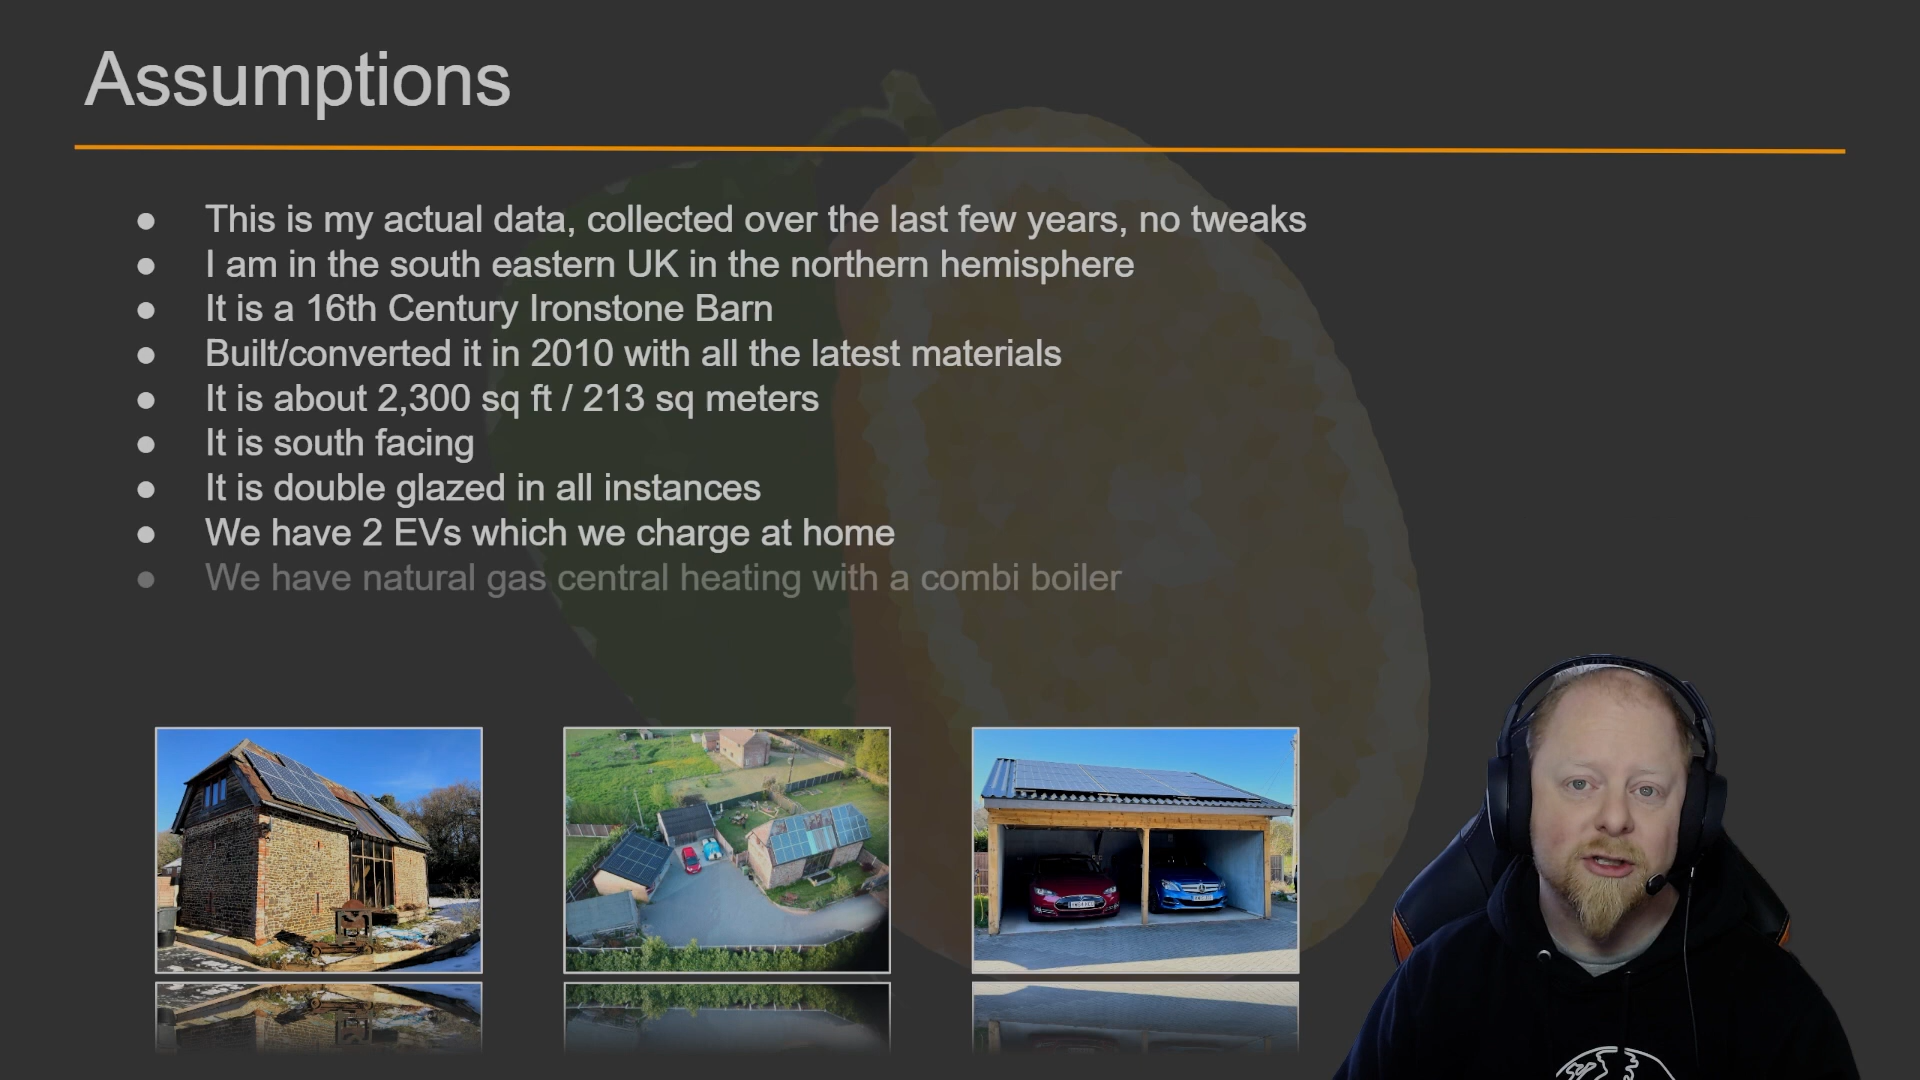 Assumptions
● This is my actual data, collected over the last few years, no tweaks
● I am in the south eastern UK in the northern hemisphere
● It is a 16th Century Ironstone Barn
● Built/converted it in 2010 with all the latest materials
● It is about 2,300 sq ft / 213 sq meters
● It is south facing
● It is double glazed in all instances
● We have 2 EVs which we charge at home
● We have natural gas central heating with a combi boiler